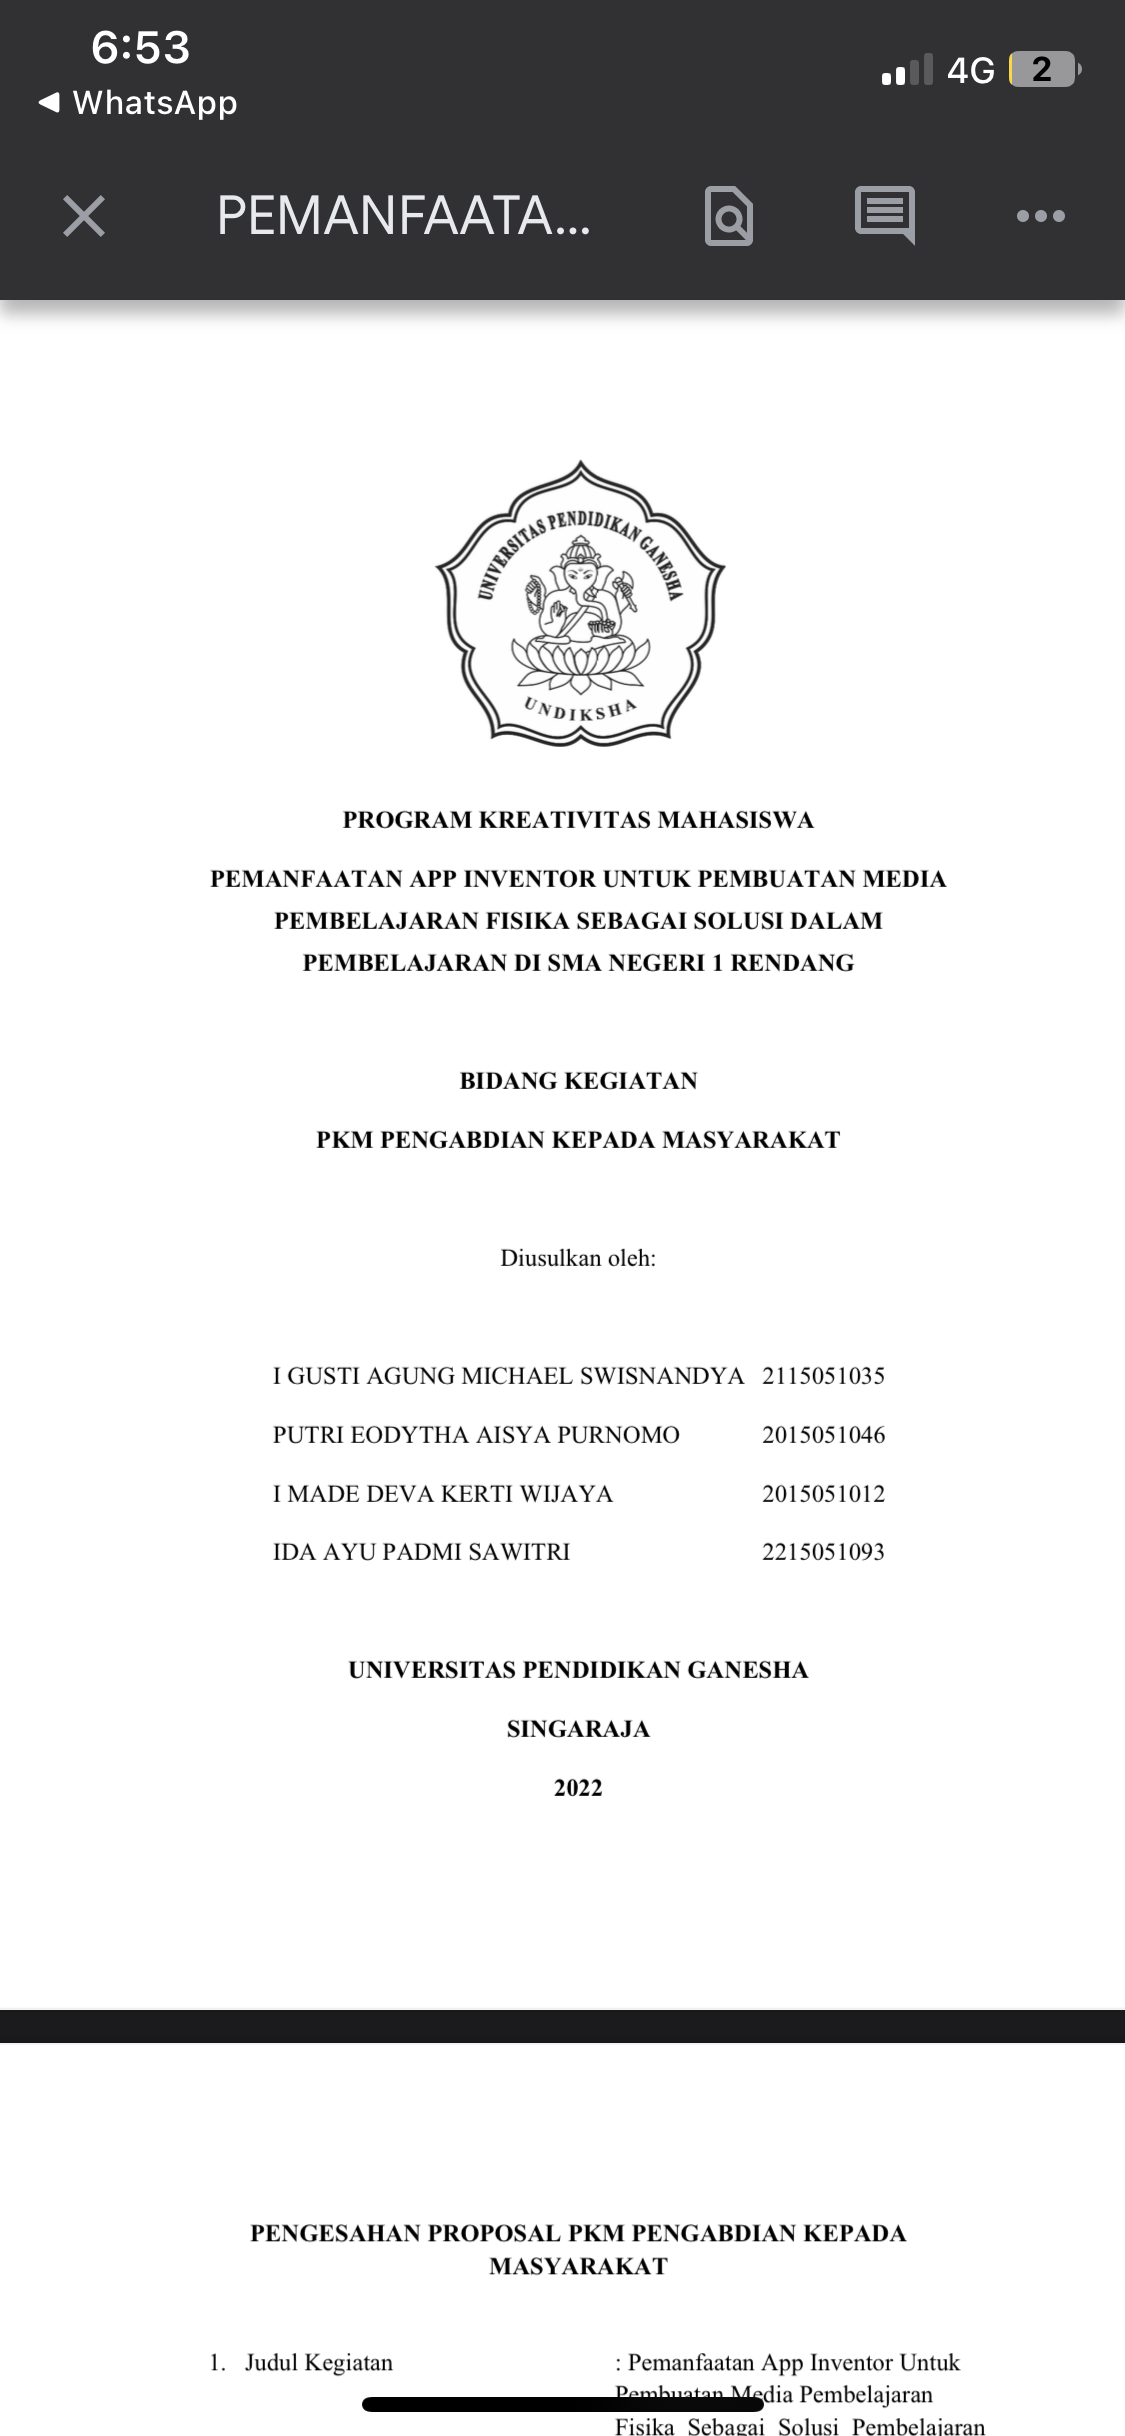 6:53
4G 2
WhatsApp
PEMANFAATA...
UNIVERSITAS PENDIDIKAN GANESHA
UNDIKSHA
PROGRAM KREATIVITAS MAHASISWA
PEMANFAATAN APP INVENTOR UNTUK PEMBUATAN MEDIA
PEMBELAJARAN FISIKA SEBAGAI SOLUSI DALAM
PEMBELAJARAN DI SMA NEGERI 1 RENDANG
BIDANG KEGIATAN
PKM PENGABDIAN KEPADA MASYARAKAT
Diusulkan oleh:
I GUSTI AGUNG MICHAEL SWISNANDYA 2115051035
PUTRI EODYTHA AISYA PURNOMO 2015051046
I MADE DEVA KERTI WIJAYA 2015051012
IDA AYU PADMI SAWITRI 2215051093
UNIVERSITAS PENDIDIKAN GANESHA
SINGARAJA
2022
PENGESAHAN PROPOSAL PKM PENGABDIAN KEPADA
MASYARAKAT
1. Judul Kegiatan : Pemanfaatan App Inventor Untuk
Pembuatan Media Pembelajaran
Fisika Sebagai Solusi Pembelajaran